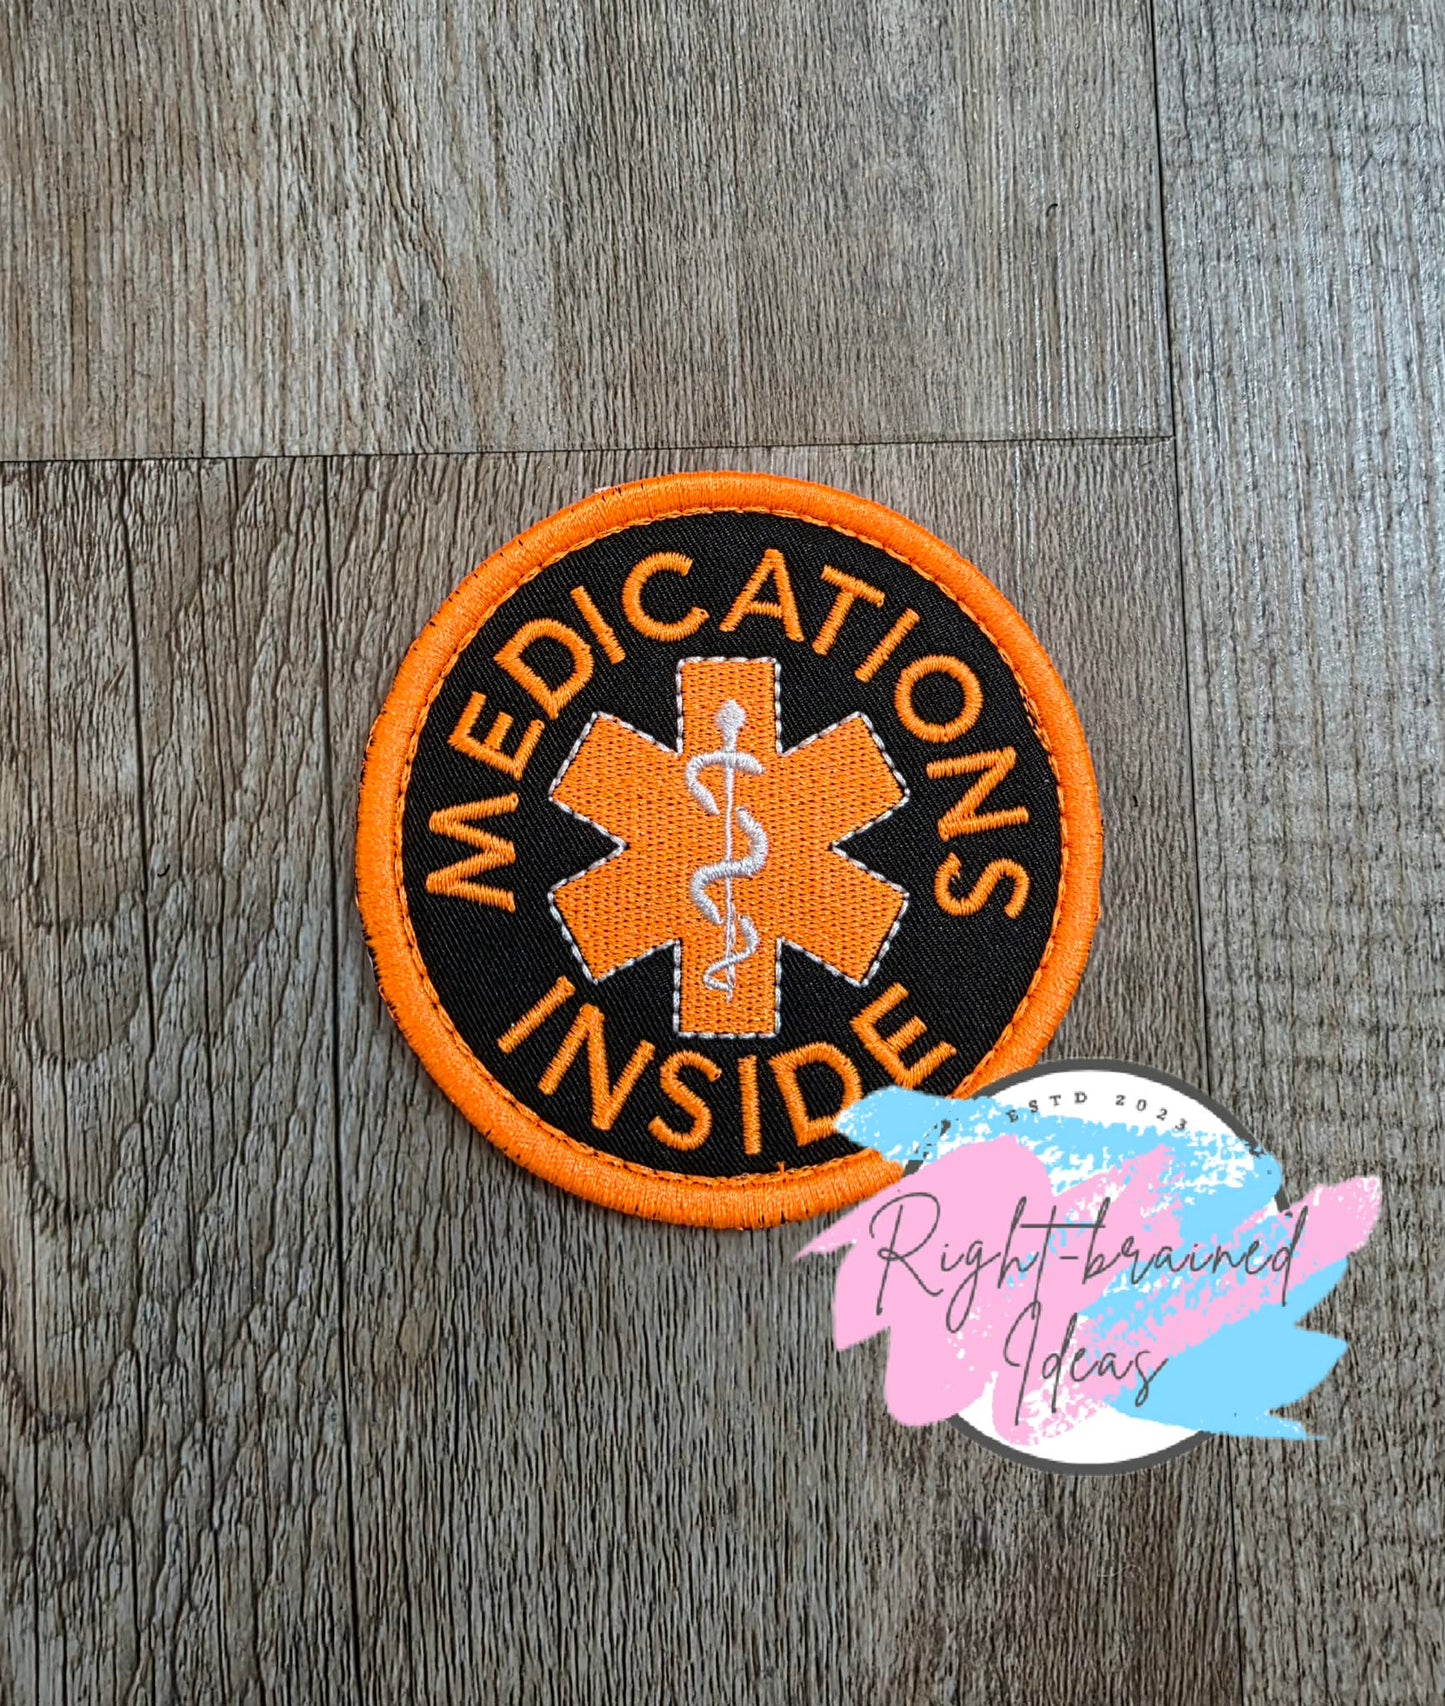 MEDICATIONS
INSIDE
ESTD 2023
Right-brained
Ideas